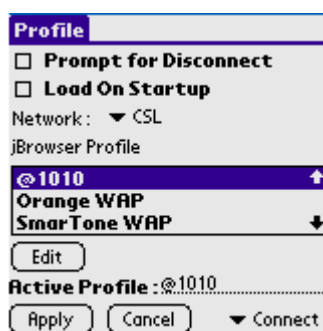 Profile
Prompt for Disconnect
Load On Startup
Network: CSL
jBrowser Profile
@1010
Orange WAP
SmarTone WAP
Edit
Active Profile :@1010
Apply Cancel Connect